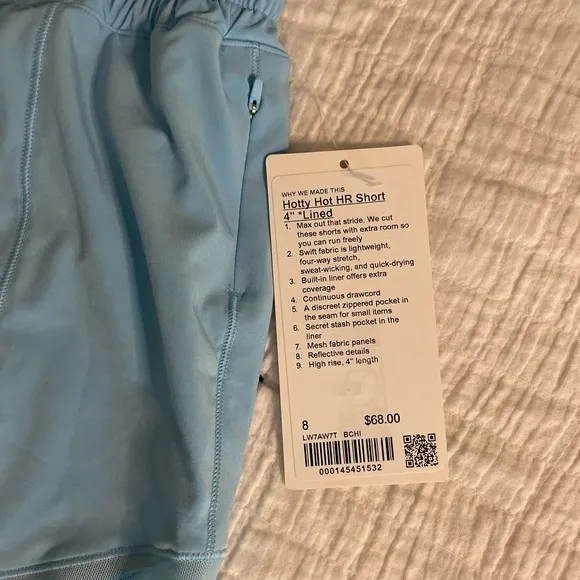 WHY WE MADE THIS
Hotty Hot HR Short
4" *Lined
1. Max out that stride. We cut
these shorts with extra room so
you can run freely
2. Swift fabric is lightweight,
four-way stretch,
sweat-wicking, and quick-drying
3. Built-in liner offers extra
coverage
4. Continuous drawcord
5. A discreet zippered pocket in
the seam for small items
6. Secret stash pocket in the
liner
7. Mesh fabric panels
8. Reflective details
9. High rise, 4" length
8 $68.00
LW7AW7T BCHI
000145451532